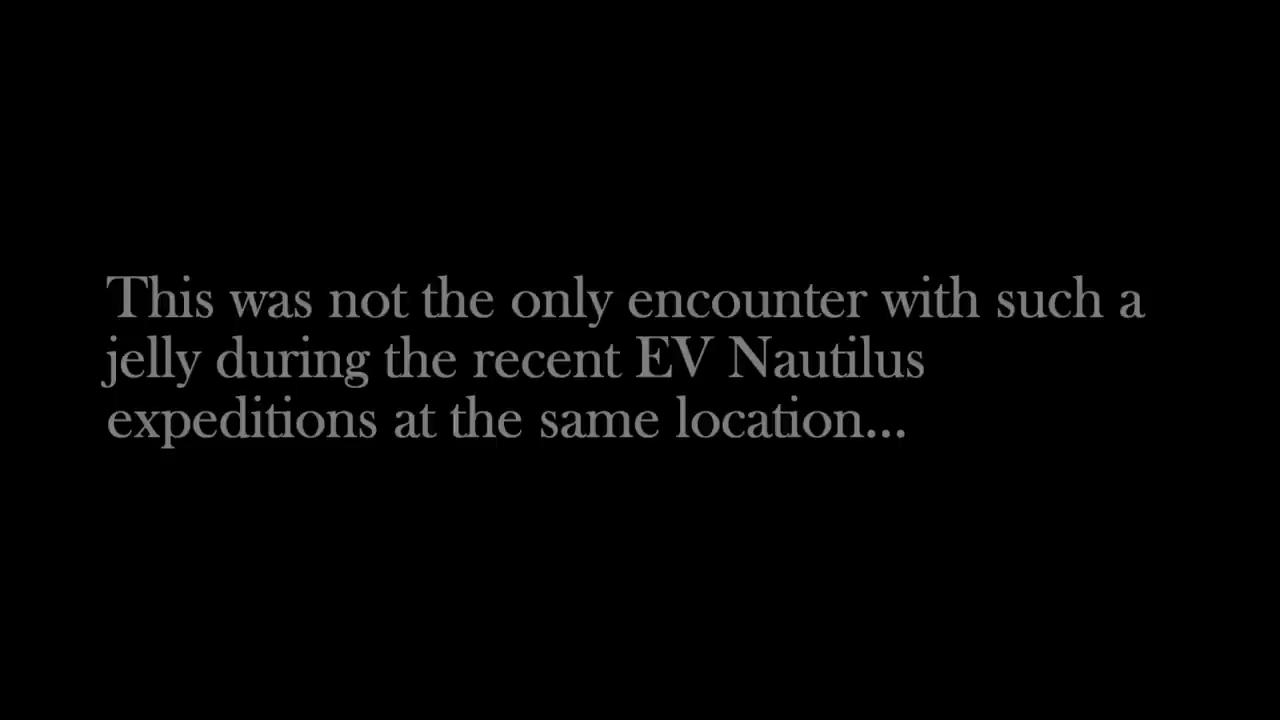 This was not the only encounter with such a
jelly during the recent EV Nautilus
expeditions at the same location...